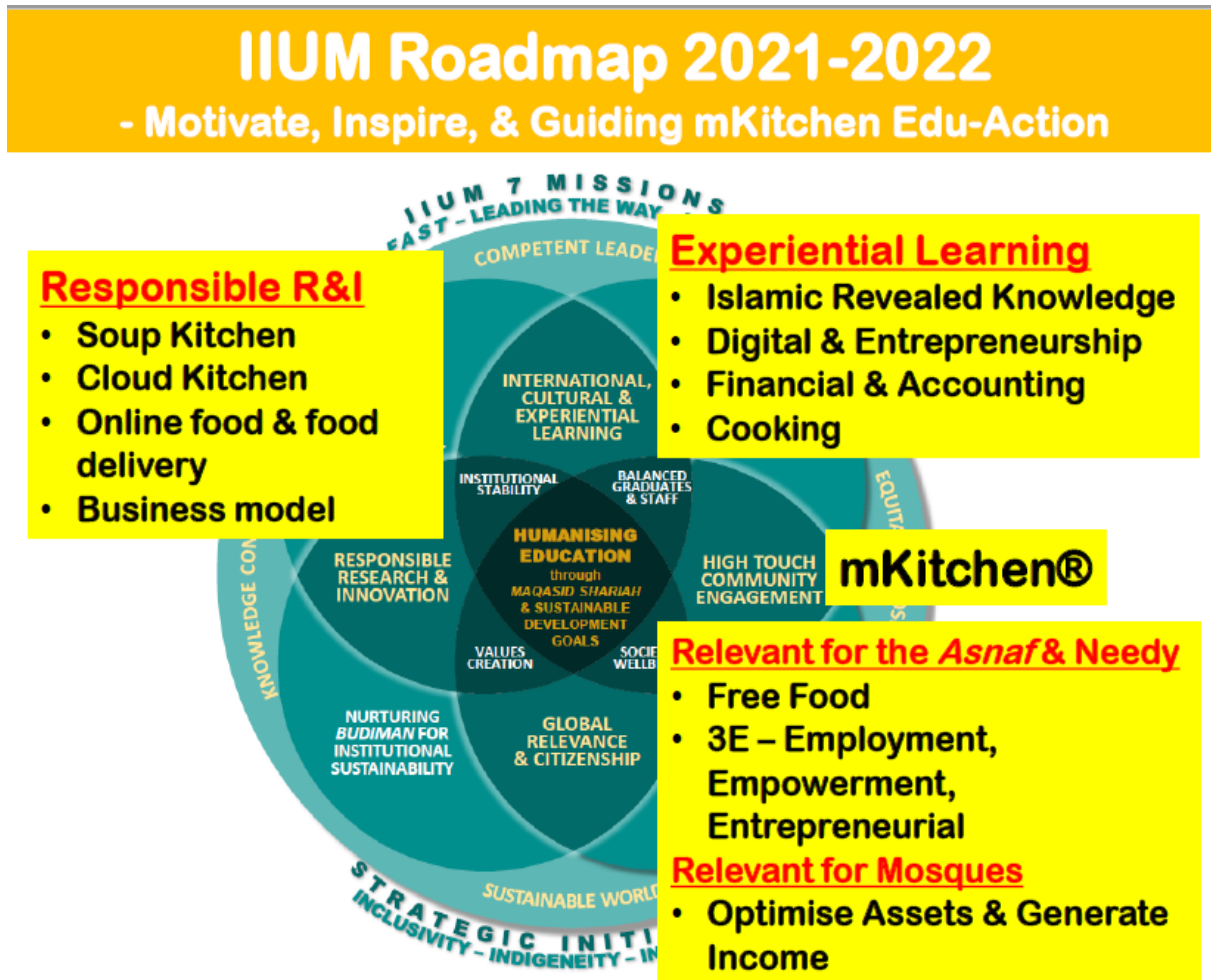 IIUM Roadmap 2021-2022
- Motivate, Inspire, & Guiding mKitchen Edu-Action
IIUM 7 MISSIONS
EAST – LEADING THE WAY
COMPETENT
Responsible R&I
• Soup Kitchen
• Cloud Kitchen
• Online food & food
delivery
• Business model
Experiential Learning
• Islamic Revealed Knowledge
• Digital & Entrepreneurship
• Financial & Accounting
• Cooking
INTERNATIONAL,
CULTURAL &
EXPERIENTIAL
LEARNING
INSTITUTIONAL
STABILITY
BALANCED
GRADUATES
& STAFF
HUMANISING
EDUCATION
through
MAQASID SHARIAH
& SUSTAINABLE
DEVELOPMENT
GOALS
RESPONSIBLE
RESEARCH &
INNOVATION
HIGH TOUCH
COMMUNITY
ENGAGEMENT
mKitchen®
KNOWLEDGE
VALUES
CREATION
NURTURING
BUDIMAN FOR
INSTITUTIONAL
SUSTAINABILITY
GLOBAL
RELEVANCE
& CITIZENSHIP
Relevant for the Asnaf & Needy
• Free Food
• 3E – Employment,
Empowerment,
Entrepreneurial
Relevant for Mosques
• Optimise Assets & Generate
Income
SUSTAINABLE WORLD
STRATEGIC
INCLUSIVITY – INDIGENEITY –